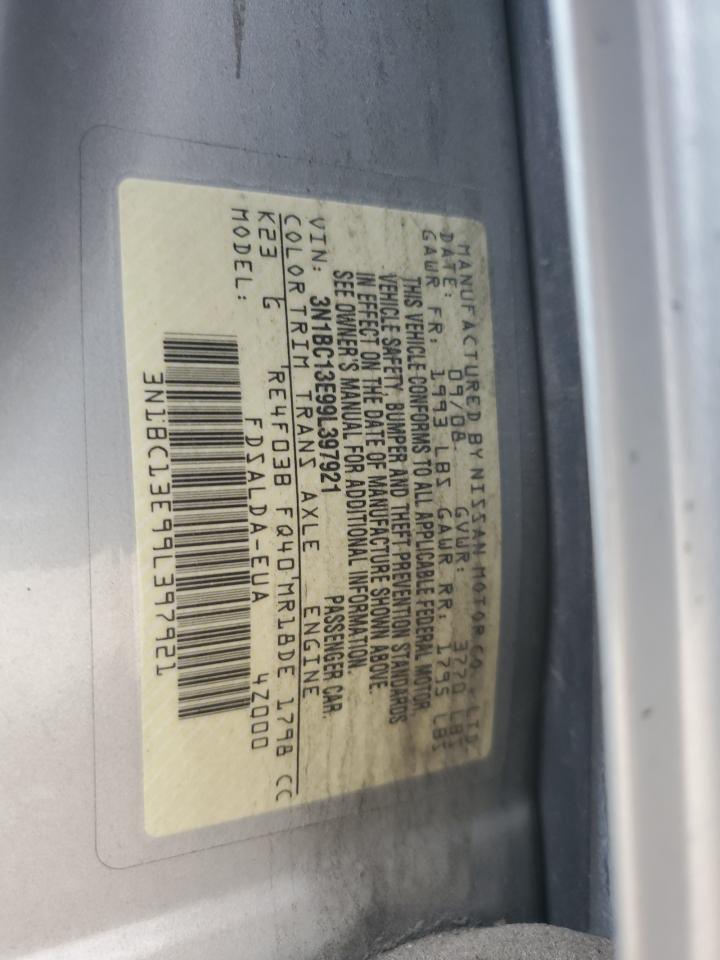 MANUFACTURED BY NISSAN MOTOR CO., LTD.
DATE: 09/08 GVWR: 3770 LBS
GAWR FR: 1993 LBS GAWR RR: 1795 LBS
THIS VEHICLE CONFORMS TO ALL APPLICABLE FEDERAL MOTOR
VEHICLE SAFETY, BUMPER AND THEFT PREVENTION STANDARDS
IN EFFECT ON THE DATE OF MANUFACTURE SHOWN ABOVE.
SEE OWNER'S MANUAL FOR ADDITIONAL INFORMATION.
VIN: 3N1BC13E99L397921 PASSENGER CAR.
COLOR TRIM TRANS AXLE ENGINE
K23 G RE4F03B FQ40 MR18DE 1798 CC
MODEL: FDSALDA-EUA 4Z000
3N1BC13E99L397921